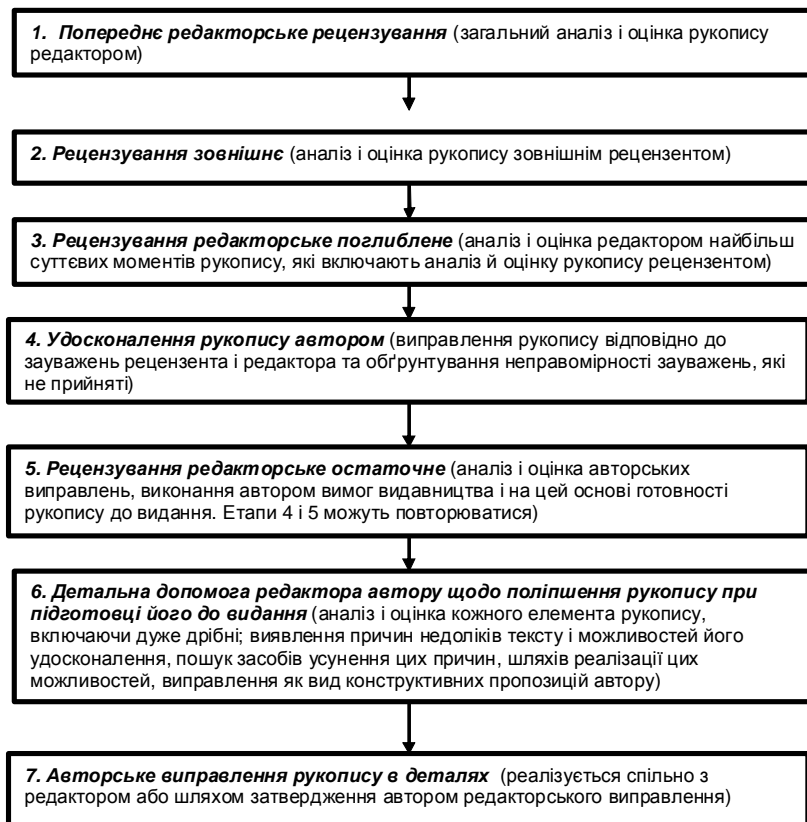 1. Попереднє редакторське рецензування (загальний аналіз і оцінка рукопису
редактором)
2. Рецензування зовнішнє (аналіз і оцінка рукопису зовнішнім рецензентом)
3. Рецензування редакторське поглиблене (аналіз і оцінка редактором найбільш
суттєвих моментів рукопису, які включають аналіз й оцінку рукопису рецензентом)
4. Удосконалення рукопису автором (виправлення рукопису відповідно до
зауважень рецензента і редактора та обґрунтування неправомірності зауважень, які
не прийняті)
5. Рецензування редакторське остаточне (аналіз і оцінка авторських
виправлень, виконання автором вимог видавництва і на цей основі готовності
рукопису до видання. Етапи 4 і 5 можуть повторюватися)
6. Детальна допомога редактора автору щодо поліпшення рукопису при
підготовці його до видання (аналіз і оцінка кожного елемента рукопису,
включаючи дуже дрібні; виявлення причин недоліків тексту і можливостей його
удосконалення, пошук засобів усунення цих причин, шляхів реалізації цих
можливостей, виправлення як вид конструктивних пропозицій автору)
7. Авторське виправлення рукопису в деталях (реалізується спільно з
редактором або шляхом затвердження автором редакторського виправлення)